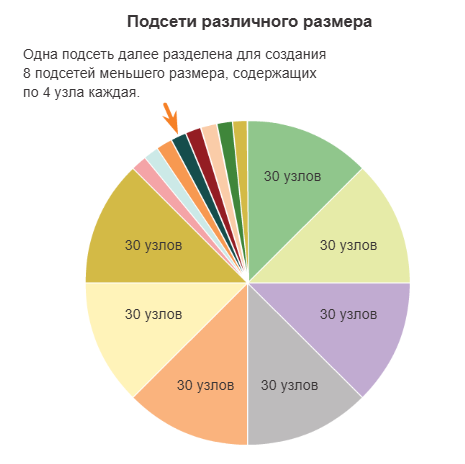 Подсети различного размера
Одна подсеть далее разделена для создания
8 подсетей меньшего размера, содержащих
по 4 узла каждая.
30 узлов
30 узлов
30 узлов
30 узлов
30 узлов
30 узлов
30 узлов